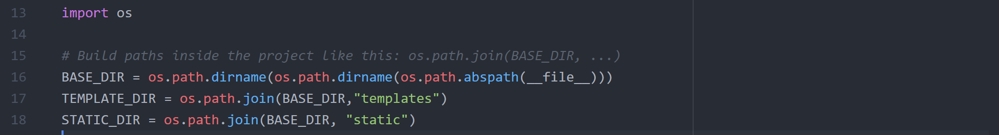 13 import os
14
15 # Build paths inside the project like this: os.path.join(BASE_DIR, ...)
16 BASE_DIR = os.path.dirname(os.path.dirname(os.path.abspath(__file__)))
17 TEMPLATE_DIR = os.path.join(BASE_DIR,"templates")
18 STATIC_DIR = os.path.join(BASE_DIR, "static")